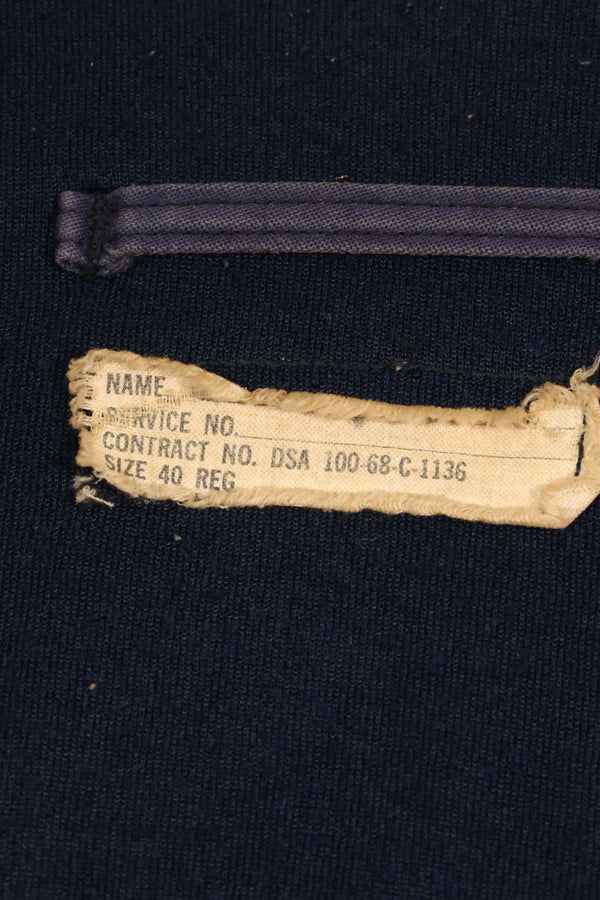 NAME
SERVICE NO.
CONTRACT NO. DSA 100-68-C-1136
SIZE 40 REG